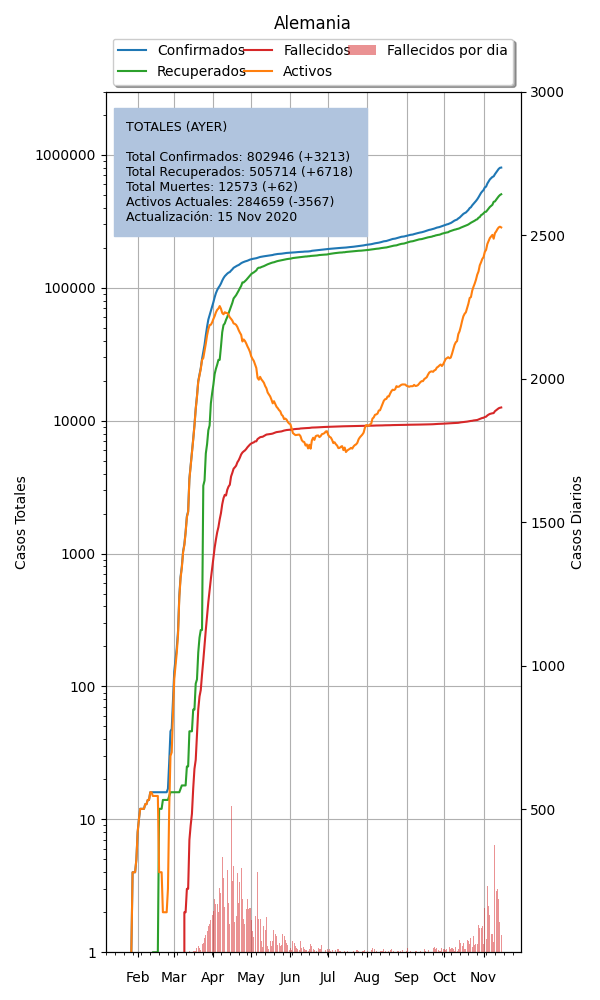 Alemania
Confirmados Fallecidos Fallecidos por dia
Recuperados Activos
TOTALES (AYER)
Total Confirmados: 802946 (+3213)
Total Recuperados: 505714 (+6718)
Total Muertes: 12573 (+62)
Activos Actuales: 284659 (-3567)
Actualización: 15 Nov 2020
Casos Totales
1000000
100000
10000
1000
100
10
1
3000
2500
2000
1500
1000
500
Casos Diarios
Feb Mar Apr May Jun Jul Aug Sep Oct Nov